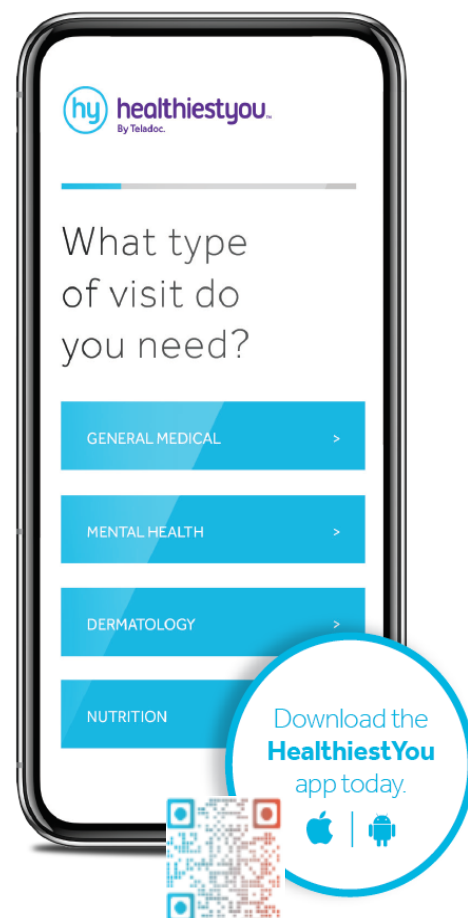 hy healthiestyou™
By Teladoc.
What type
of visit do
you need?
GENERAL MEDICAL >
MENTAL HEALTH >
DERMATOLOGY >
NUTRITION
Download the
HealthiestYou
app today.